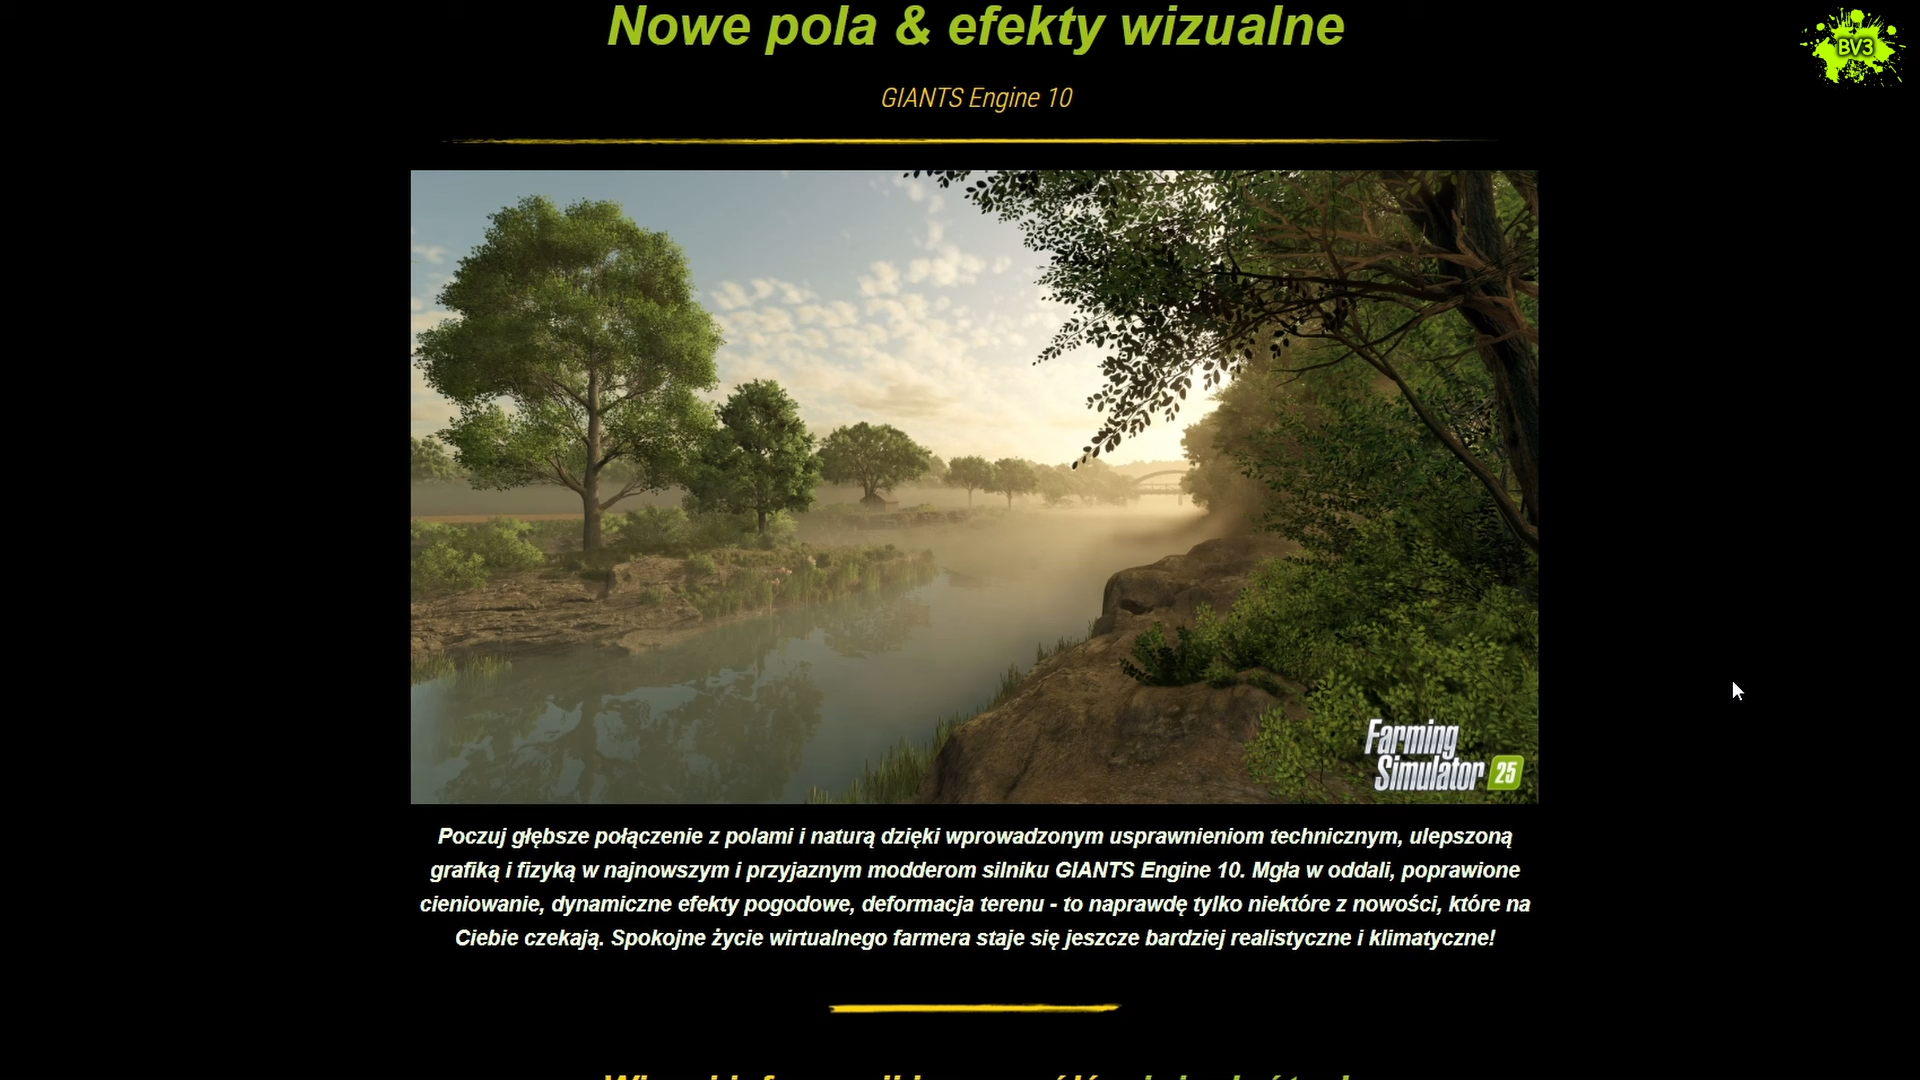 Nowe pola & efekty wizualne
BV3
GIANTS Engine 10
Farming
Simulator 25
Poczuj głębsze połączenie z polami i naturą dzięki wprowadzonym usprawnieniom technicznym, ulepszoną
grafiką i fizyką w najnowszym i przyjaznym modderom silniku GIANTS Engine 10. Mgła w oddali, poprawione
cieniowanie, dynamiczne efekty pogodowe, deformacja terenu - to naprawdę tylko niektóre z nowości, które na
Ciebie czekają. Spokojne życie wirtualnego farmera staje się jeszcze bardziej realistyczne i klimatyczne!